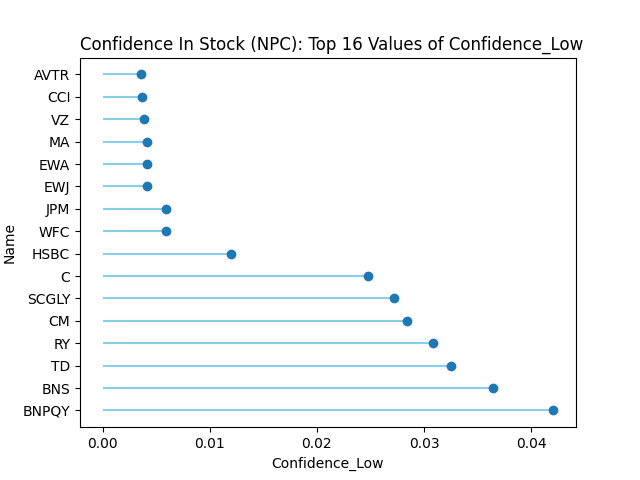 Confidence In Stock (NPC): Top 16 Values of Confidence_Low
AVTR
CCI
VZ
MA
EWA
EWJ
JPM
WFC
HSBC
C
SCGLY
CM
RY
TD
BNS
BNPQY
Name
0.00 0.01 0.02 0.03 0.04
Confidence_Low